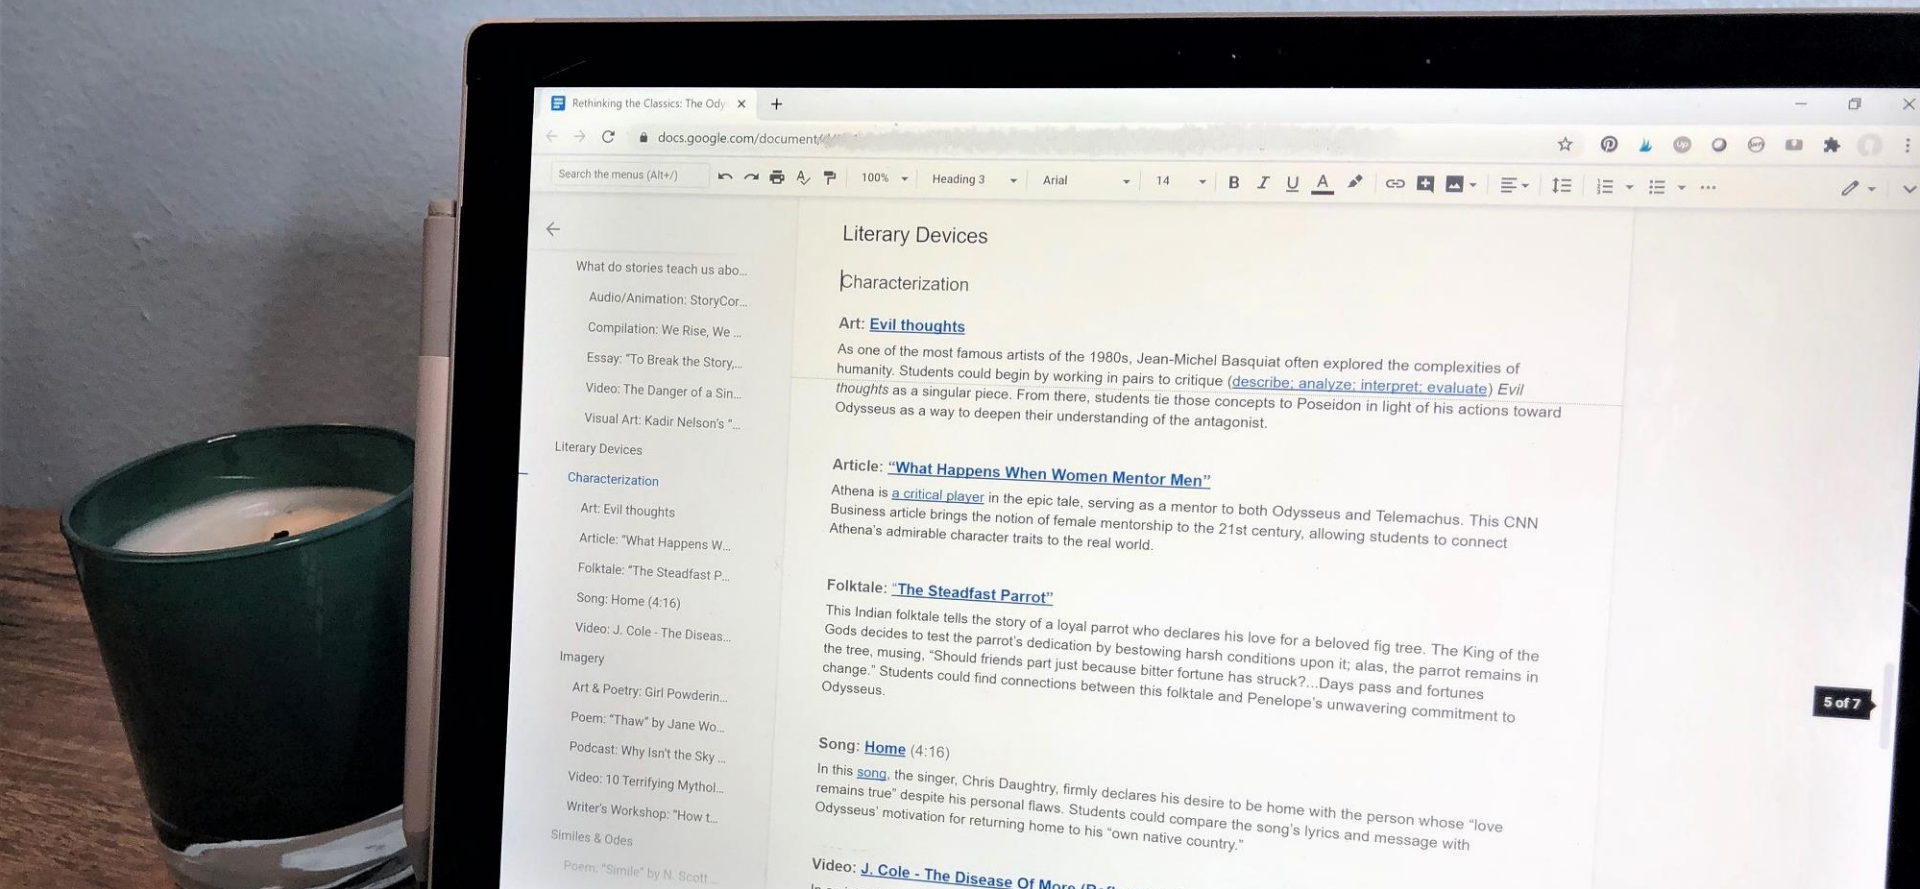 Rethinking the Classics: The Ody
docs.google.com/document/
Search the menus (Alt+/)
100%
Heading 3
Arial
14
B I U A
What do stories teach us abo...
Audio/Animation: StoryCor...
Compilation: We Rise, We ...
Essay: "To Break the Story,...
Video: The Danger of a Sin...
Visual Art: Kadir Nelson's "...
Literary Devices
Characterization
Art: Evil thoughts
Article: "What Happens W...
Folktale: "The Steadfast P...
Song: Home (4:16)
Video: J. Cole - The Diseas...
Imagery
Art & Poetry: Girl Powderin...
Poem: "Thaw" by Jane Wo...
Podcast: Why Isn't the Sky ...
Video: 10 Terrifying Mythol...
Writer's Workshop: "How t...
Similes & Odes
Poem: "Simile" by N. Scott...
Literary Devices
Characterization
Art: Evil thoughts
As one of the most famous artists of the 1980s, Jean-Michel Basquiat often explored the complexities of
humanity. Students could begin by working in pairs to critique (describe; analyze; interpret; evaluate) Evil
thoughts as a singular piece. From there, students tie those concepts to Poseidon in light of his actions toward
Odysseus as a way to deepen their understanding of the antagonist.
Article: "What Happens When Women Mentor Men"
Athena is a critical player in the epic tale, serving as a mentor to both Odysseus and Telemachus. This CNN
Business article brings the notion of female mentorship to the 21st century, allowing students to connect
Athena's admirable character traits to the real world.
Folktale: "The Steadfast Parrot"
This Indian folktale tells the story of a loyal parrot who declares his love for a beloved fig tree. The King of the
Gods decides to test the parrot's dedication by bestowing harsh conditions upon it; alas, the parrot remains in
the tree, musing, "Should friends part just because bitter fortune has struck?...Days pass and fortunes
change." Students could find connections between this folktale and Penelope's unwavering commitment to
Odysseus.
Song: Home (4:16)
In this song, the singer, Chris Daughtry, firmly declares his desire to be home with the person whose "love
remains true" despite his personal flaws. Students could compare the song's lyrics and message with
Odysseus' motivation for returning home to his "own native country."
Video: J. Cole - The Disease Of More
5 of 7